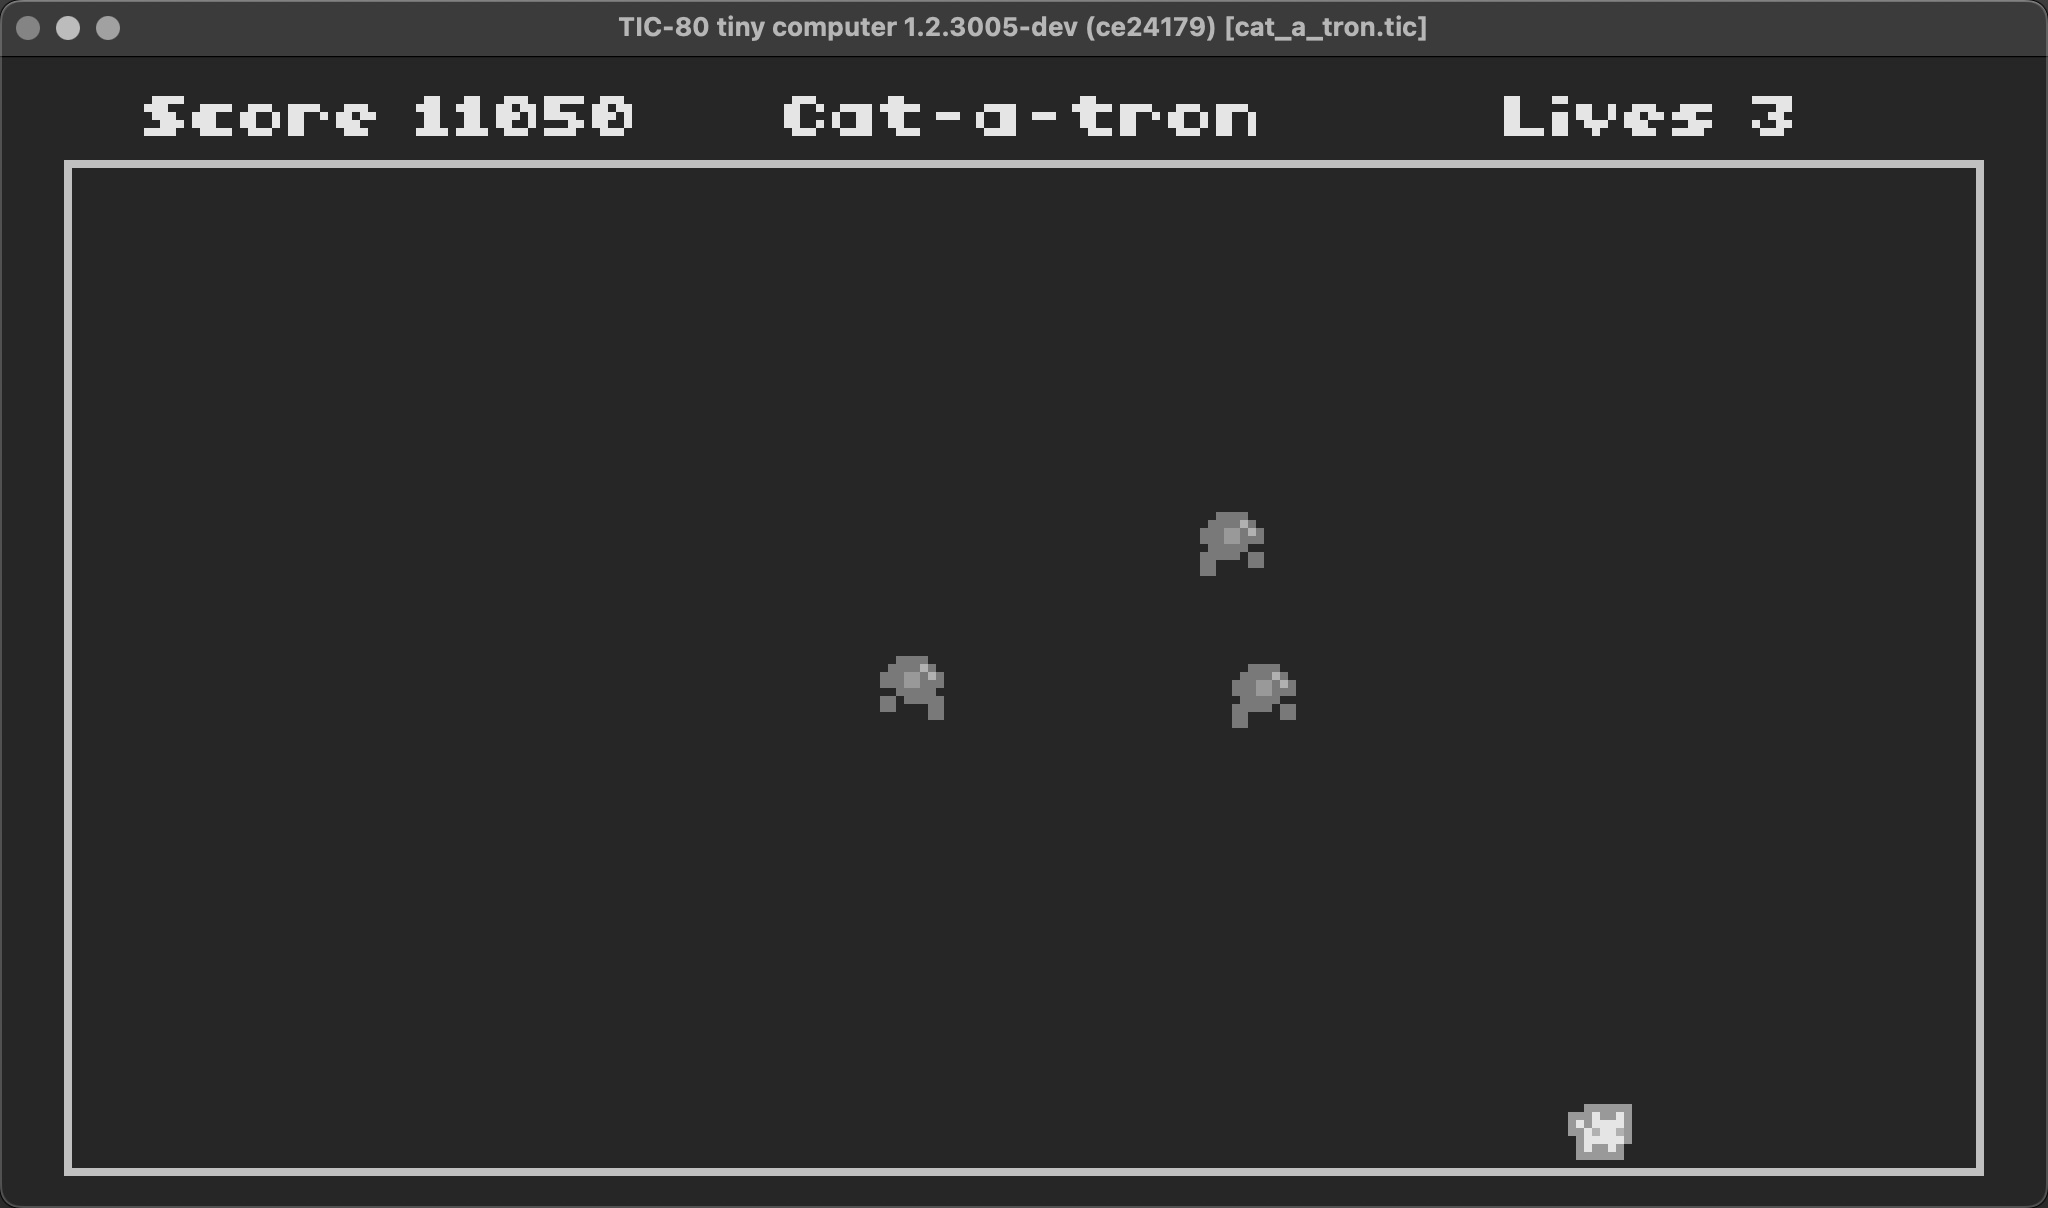 TIC-80 tiny computer 1.2.3005-dev (ce24179) [cat_a_tron.tic]
Score 11050 Cat-a-tron Lives 3